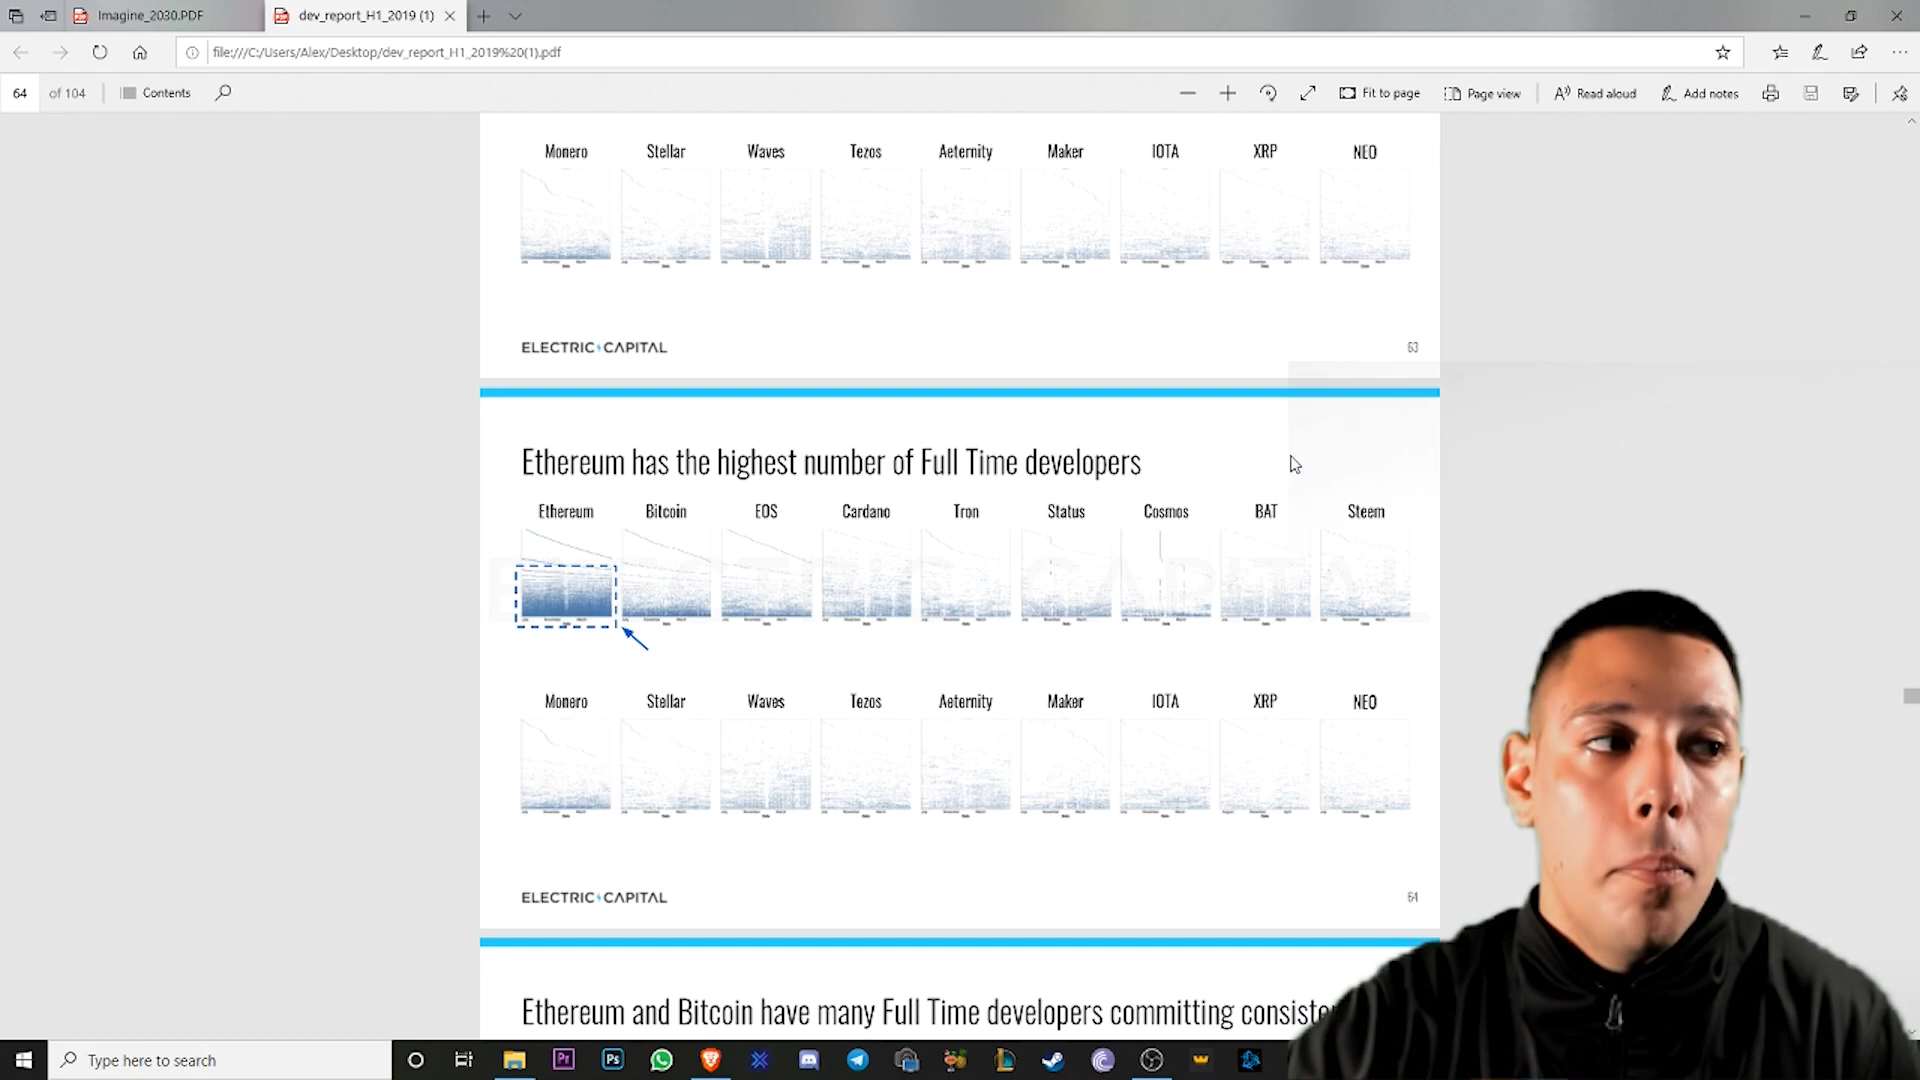 Imagine_2030.PDF
dev_report_H1_2019 (1)
file:///C:/Users/Alex/Desktop/dev_report_H1_2019%20(1).pdf
64 of 104
Contents
Fit to page
Page view
Read aloud
Add notes
Monero Stellar Waves Tezos Aeternity Maker IOTA XRP NEO
ELECTRIC CAPITAL
63
Ethereum has the highest number of Full Time developers
Ethereum Bitcoin EOS Cardano Tron Status Cosmos BAT Steem
Monero Stellar Waves Tezos Aeternity Maker IOTA XRP NEO
ELECTRIC CAPITAL
64
Ethereum and Bitcoin have many Full Time developers committing
Type here to search